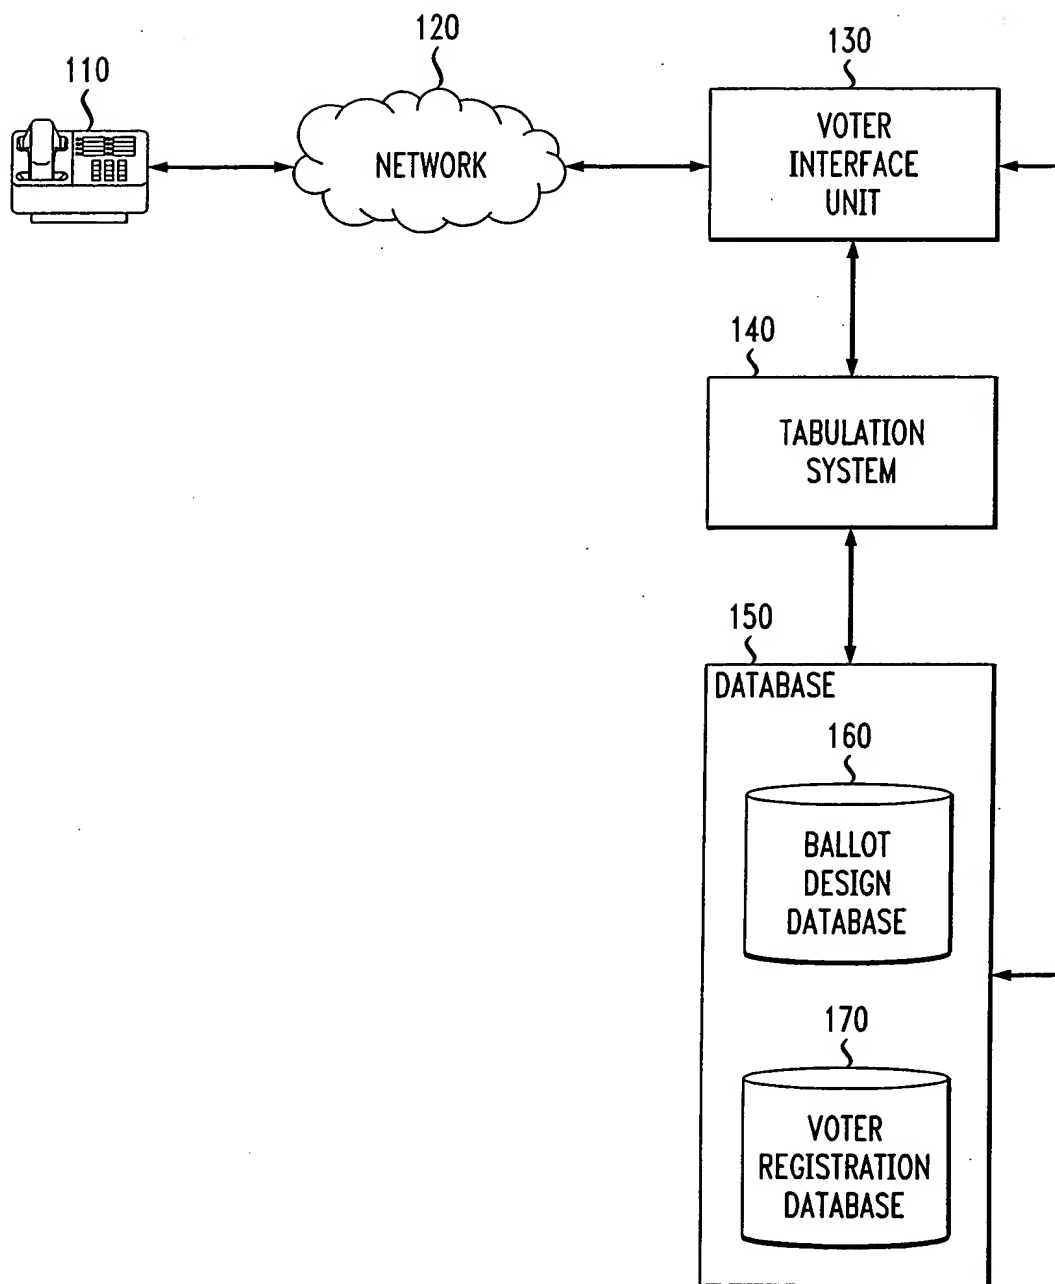 120
130
110
VOTER
INTERFACE
UNIT
NETWORK
140
TABULATION
SYSTEM
150
DATABASE
160
BALLOT
DESIGN
DATABASE
170
VOTER
REGISTRATION
DATABASE